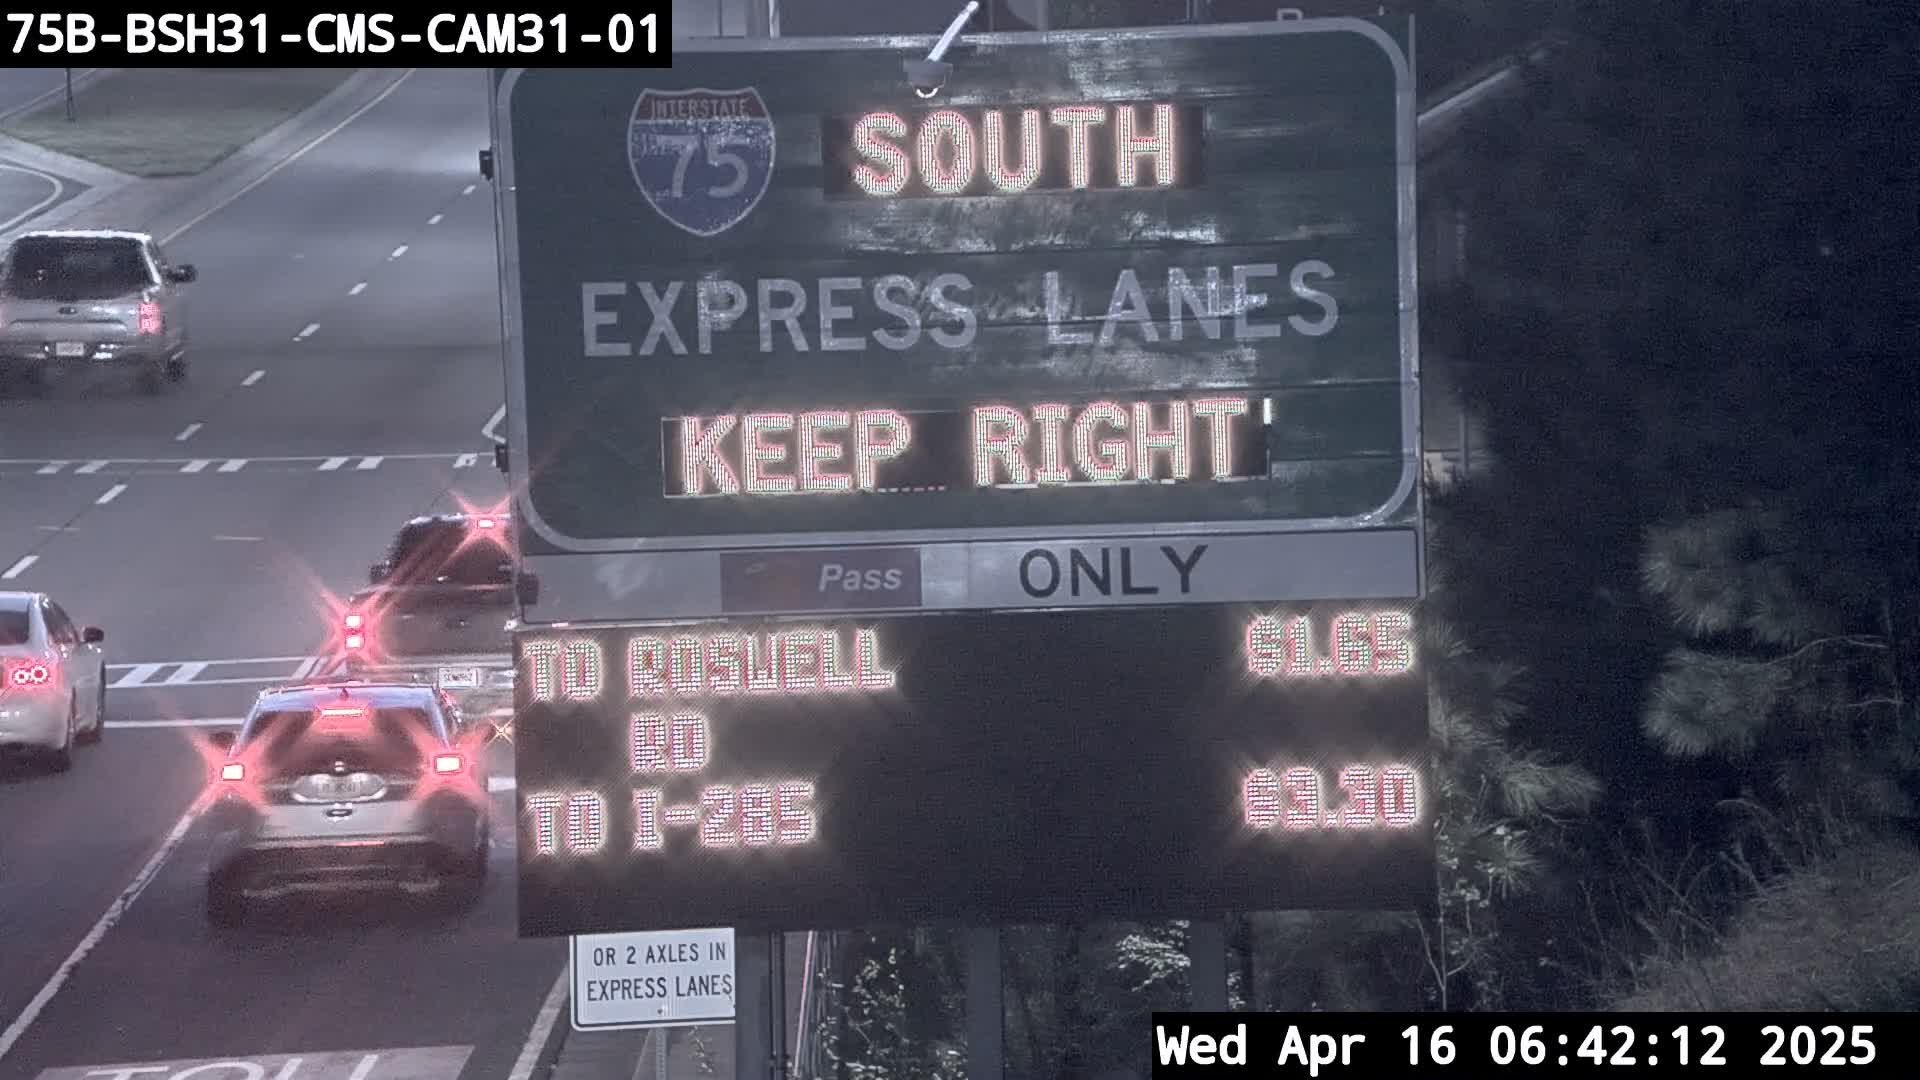 75B-BSH31-CMS-CAM31-01
INTERSTATE
75
SOUTH
EXPRESS LANES
KEEP RIGHT
Pass ONLY
TO ROSWELL $1.65
RD
TO I-285 $3.30
OR 2 AXLES IN
EXPRESS LANES
TOLL
Wed Apr 16 06:42:12 2025